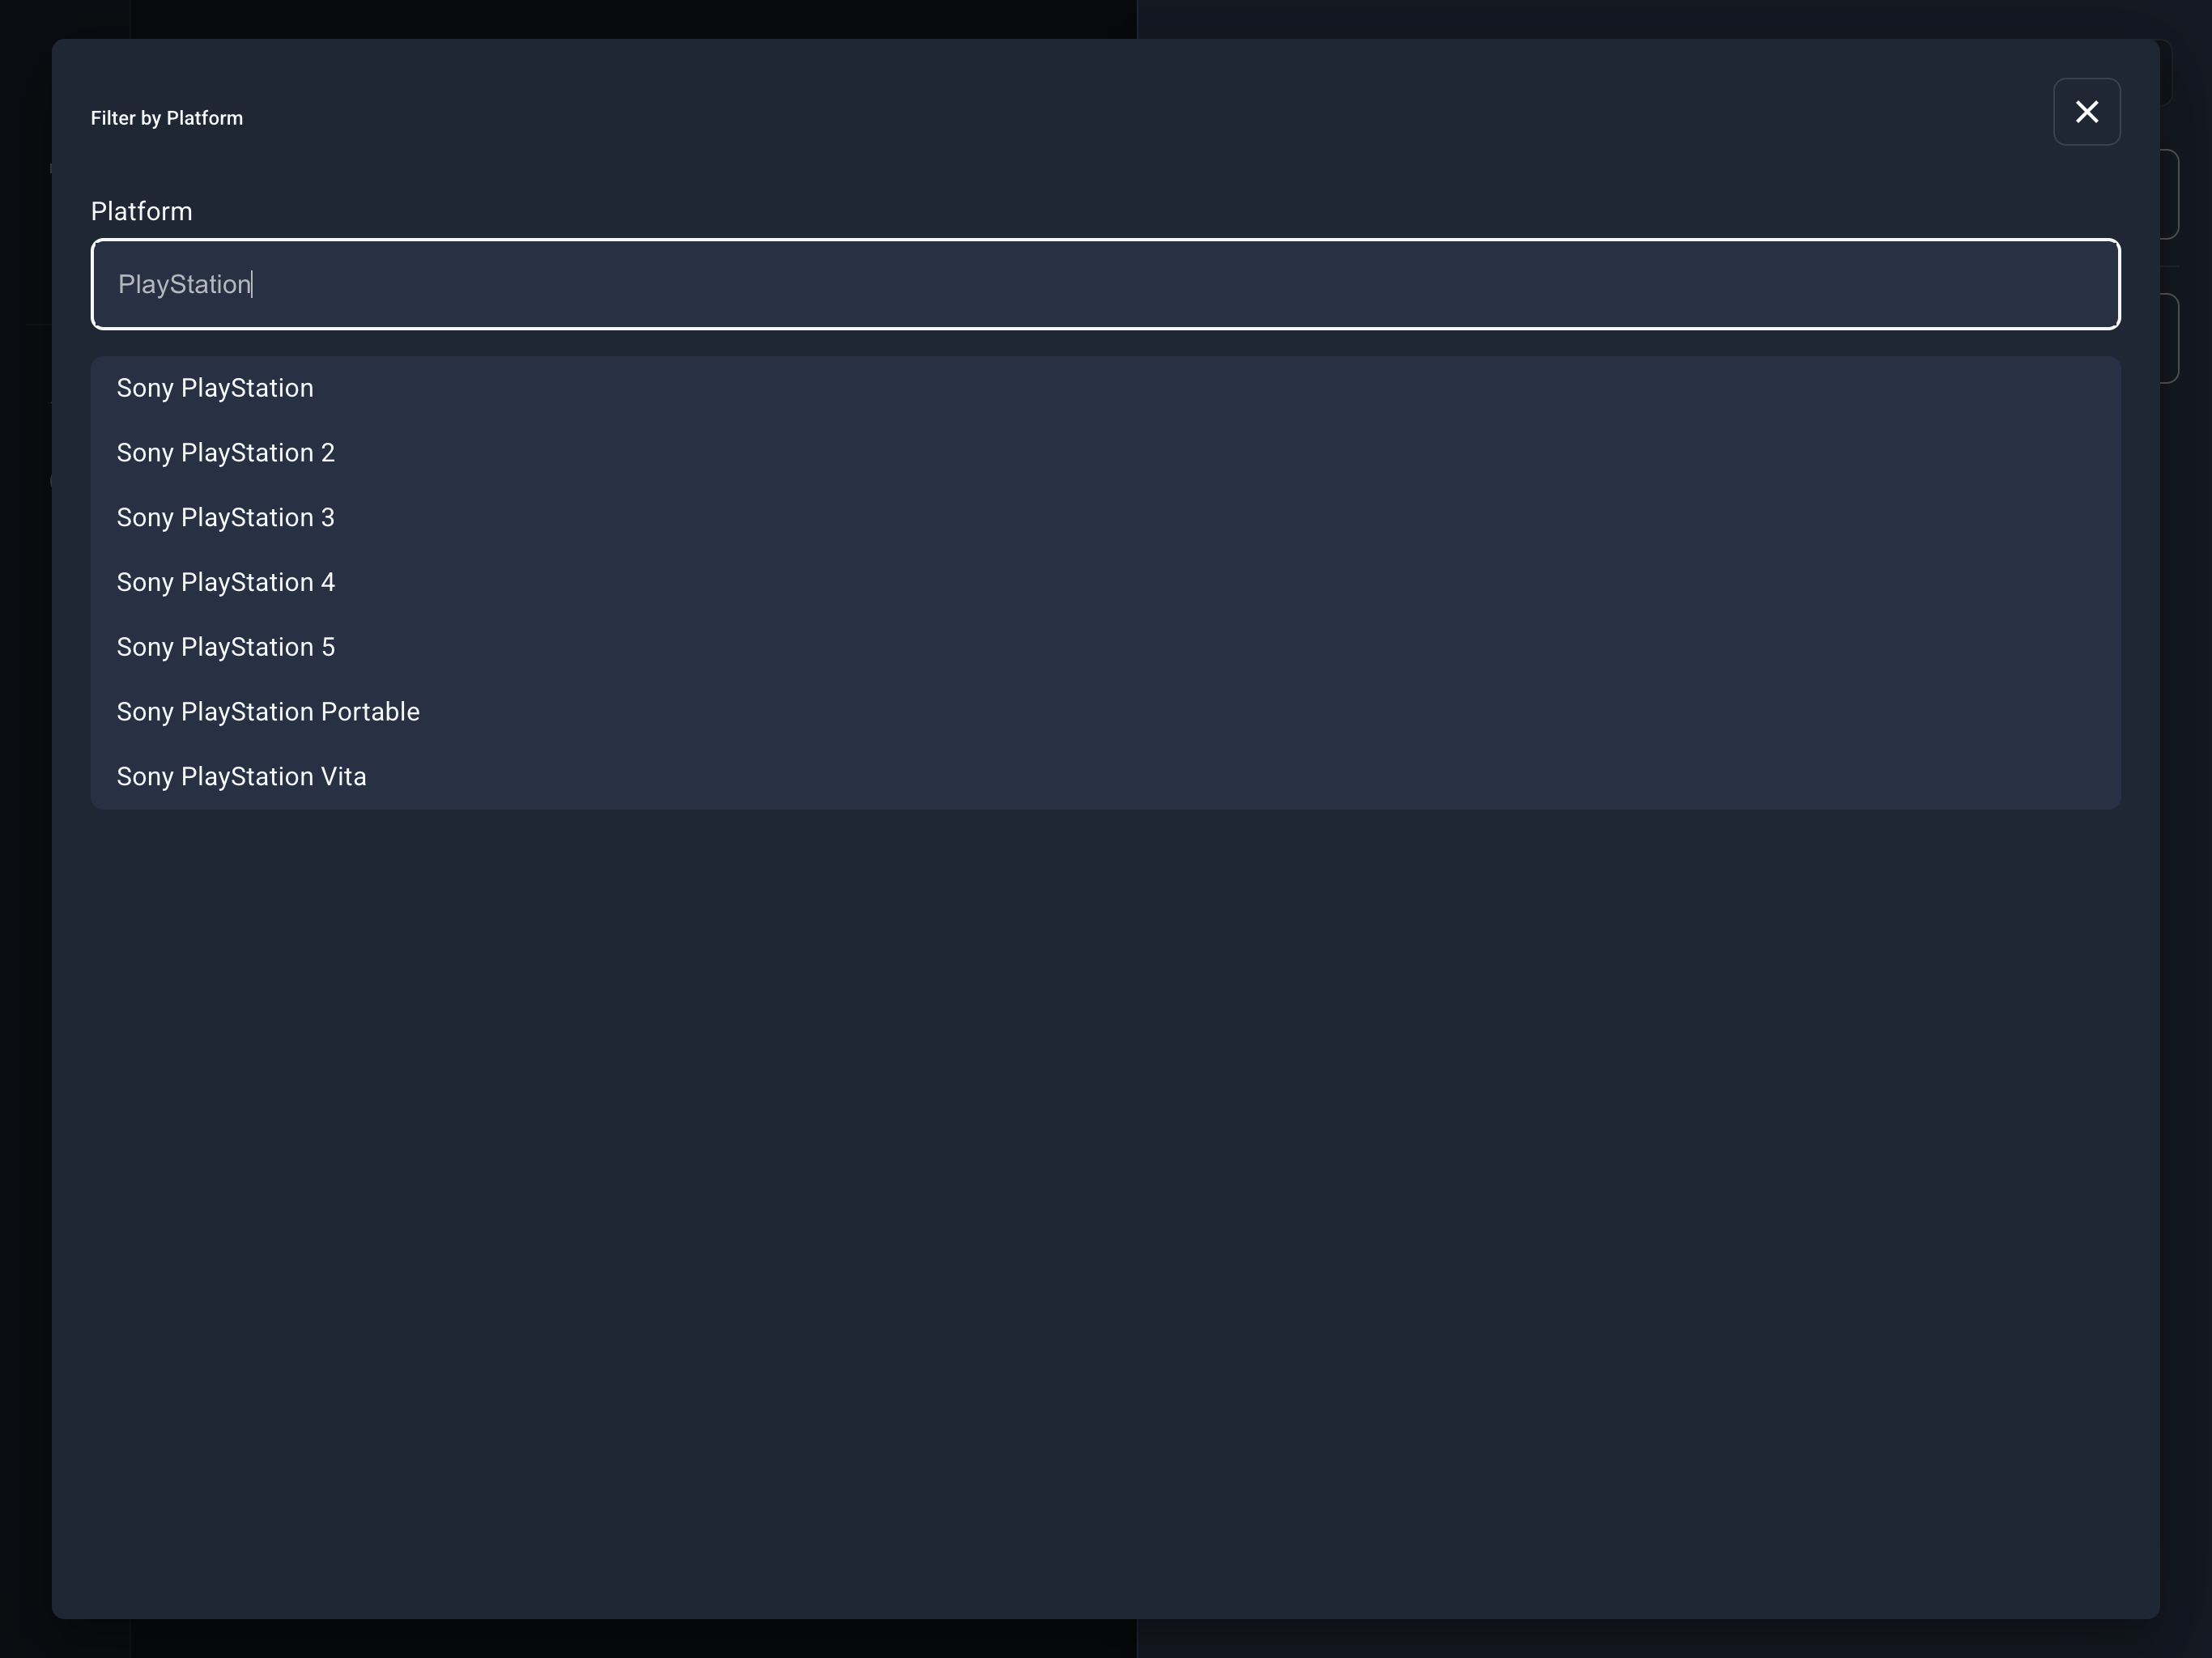 Filter by Platform
Platform
PlayStation
Sony PlayStation
Sony PlayStation 2
Sony PlayStation 3
Sony PlayStation 4
Sony PlayStation 5
Sony PlayStation Portable
Sony PlayStation Vita